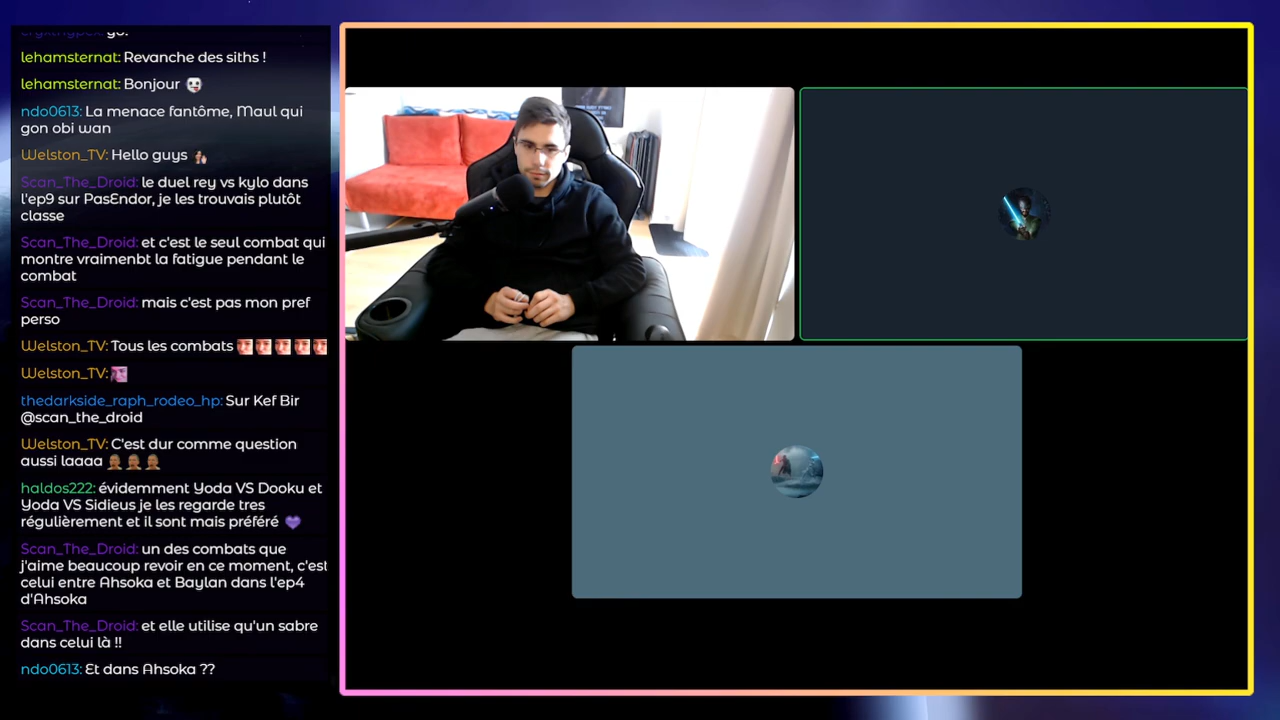 go.
lehamsternat: Revanche des siths !
lehamsternat: Bonjour
ndo0613: La menace fantôme, Maul qui
gon obi wan
Welston_TV: Hello guys
Scan_The_Droid: le duel rey vs kylo dans
l'ep9 sur PasEndor, je les trouvais plutôt
classe
Scan_The_Droid: et c'est le seul combat qui
montre vraimenbt la fatigue pendant le
combat
Scan_The_Droid: mais c'est pas mon pref
perso
Welston_TV: Tous les combats
Welston_TV:
thedarkside_raph_rodeo_hp: Sur Kef Bir
@scan_the_droid
Welston_TV: C'est dur comme question
aussi laaaa
haldos222: évidemment Yoda VS Dooku et
Yoda VS Sidieus je les regarde tres
régulièrement et il sont mais préféré
Scan_The_Droid: un des combats que
j'aime beaucoup revoir en ce moment, c'est
celui entre Ahsoka et Baylan dans l'ep4
d'Ahsoka
Scan_The_Droid: et elle utilise qu'un sabre
dans celui là !!
ndo0613: Et dans Ahsoka ??